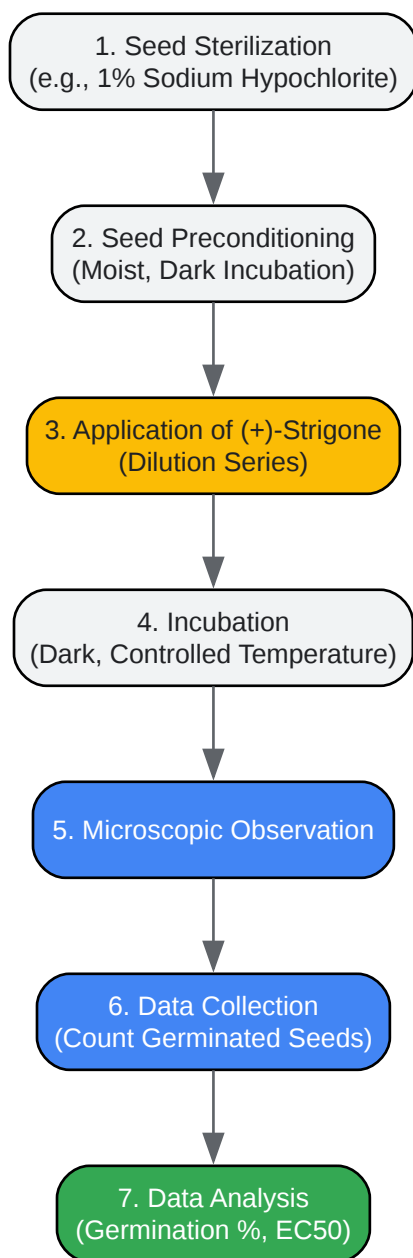 1. Seed Sterilization
(e.g., 1% Sodium Hypochlorite)
2. Seed Preconditioning
(Moist, Dark Incubation)
3. Application of (+)-Strigone
(Dilution Series)
4. Incubation
(Dark, Controlled Temperature)
5. Microscopic Observation
6. Data Collection
(Count Germinated Seeds)
7. Data Analysis
(Germination %, EC50)